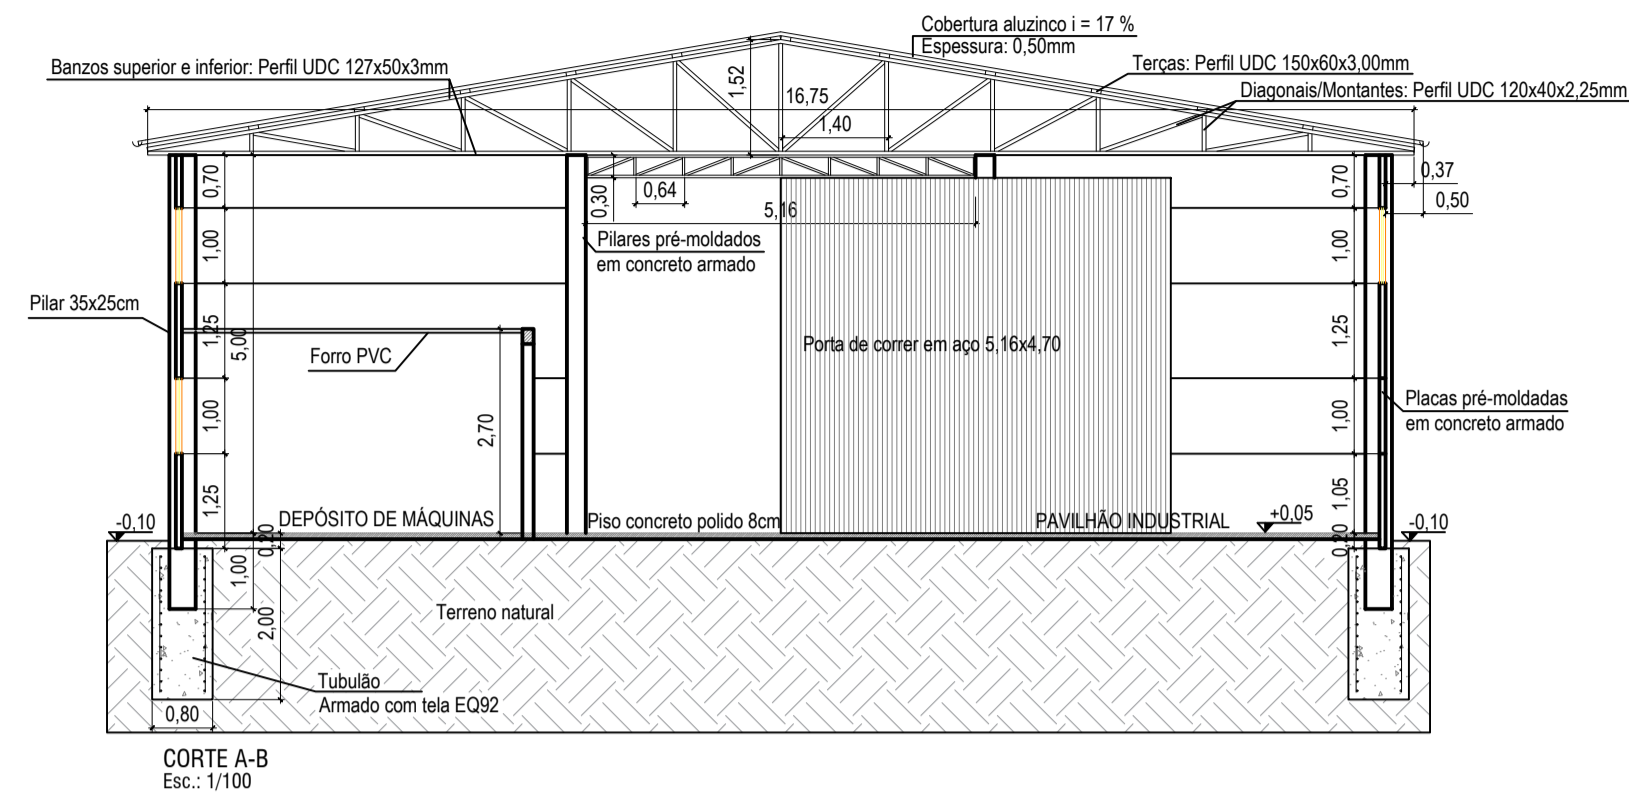 Cobertura aluzinco i = 17 %
Espessura: 0,50mm
Banzos superior e inferior: Perfil UDC 127x50x3mm
Terças: Perfil UDC 150x60x3,00mm
Diagonais/Montantes: Perfil UDC 120x40x2,25mm
1,52
16,75
1,40
0,70
0,30
0,64
5,16
0,70
0,37
0,50
1,00
Pilares pré-moldados
em concreto armado
1,00
Pilar 35x25cm
1,25
5,00
Forro PVC
Porta de correr em aço 5,16x4,70
1,25
1,00
2,70
1,00
Placas pré-moldadas
em concreto armado
1,25
1,05
-0,10
DEPÓSITO DE MÁQUINAS
Piso concreto polido 8cm
PAVILHÃO INDUSTRIAL
+0,05
-0,10
0,20
0,20
1,00
2,00
Terreno natural
Tubulão
Armado com tela EQ92
0,80
CORTE A-B
Esc.: 1/100